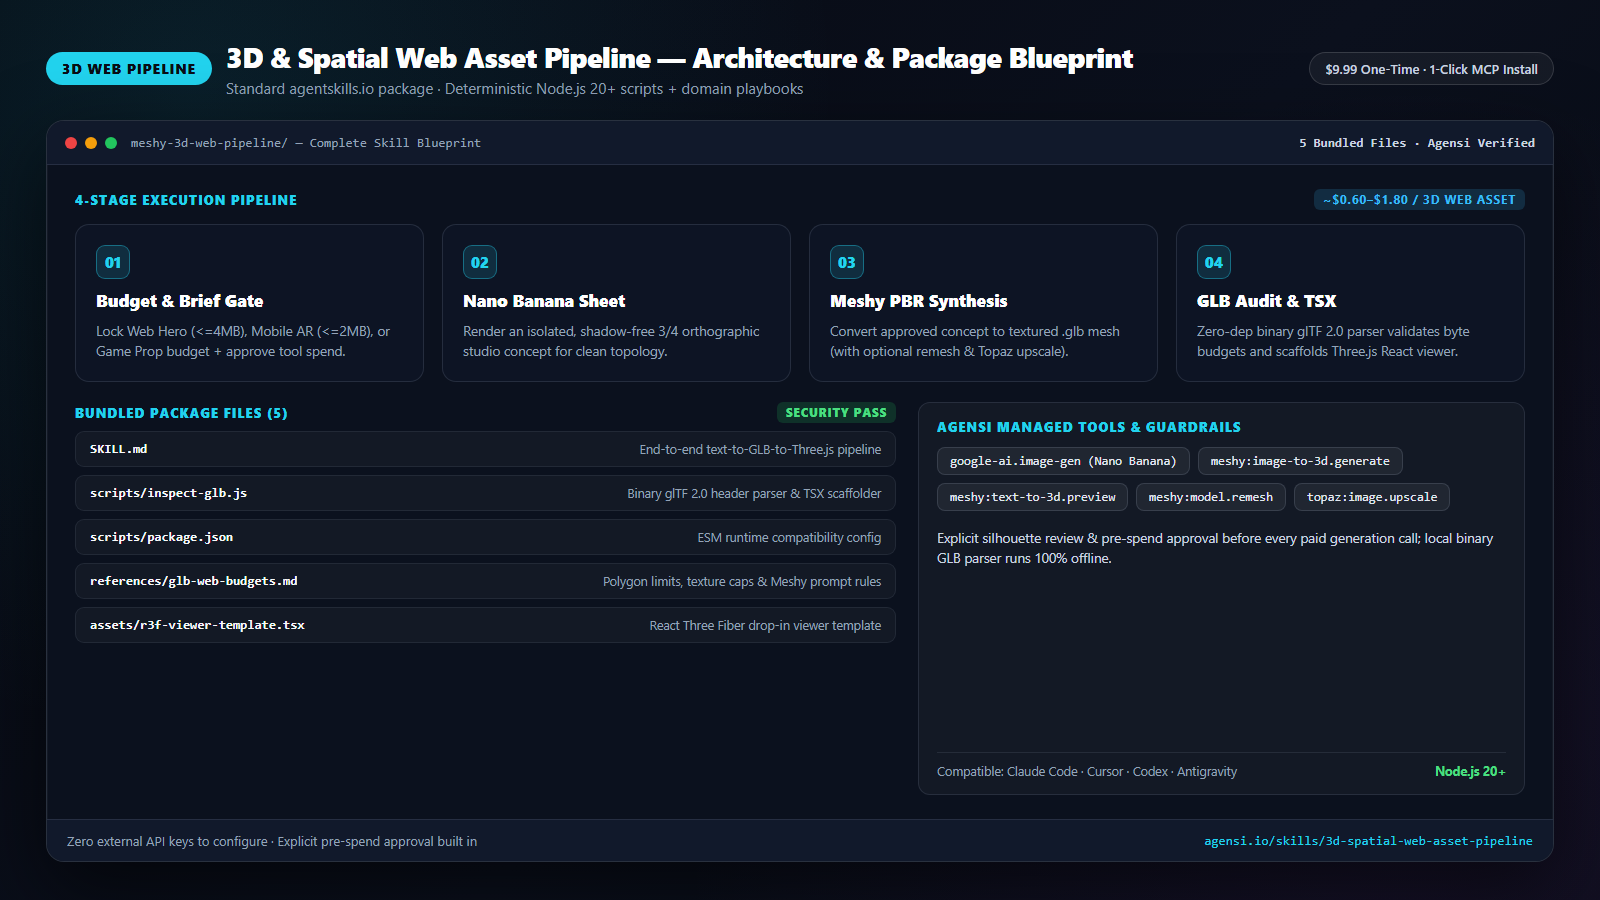 3D WEB PIPELINE
3D & Spatial Web Asset Pipeline — Architecture & Package Blueprint
Standard agentskills.io package · Deterministic Node.js 20+ scripts + domain playbooks
$9.99 One-Time · 1-Click MCP Install
meshy-3d-web-pipeline/ — Complete Skill Blueprint
5 Bundled Files · Agensi Verified
4-STAGE EXECUTION PIPELINE
~$0.60–$1.80 / 3D WEB ASSET
01
Budget & Brief Gate
Lock Web Hero (<=4MB), Mobile AR (<=2MB), or
Game Prop budget + approve tool spend.
02
Nano Banana Sheet
Render an isolated, shadow-free 3/4 orthographic
studio concept for clean topology.
03
Meshy PBR Synthesis
Convert approved concept to textured .glb mesh
(with optional remesh & Topaz upscale).
04
GLB Audit & TSX
Zero-dep binary glTF 2.0 parser validates byte
budgets and scaffolds Three.js React viewer.
BUNDLED PACKAGE FILES (5)
SECURITY PASS
SKILL.md
End-to-end text-to-GLB-to-Three.js pipeline
scripts/inspect-glb.js
Binary glTF 2.0 header parser & TSX scaffolder
scripts/package.json
ESM runtime compatibility config
references/glb-web-budgets.md
Polygon limits, texture caps & Meshy prompt rules
assets/r3f-viewer-template.tsx
React Three Fiber drop-in viewer template
AGENSI MANAGED TOOLS & GUARDRAILS
google-ai.image-gen (Nano Banana)
meshy:image-to-3d.generate
meshy:text-to-3d.preview
meshy:model.remesh
topaz:image.upscale
Explicit silhouette review & pre-spend approval before every paid generation call; local binary
GLB parser runs 100% offline.
Compatible: Claude Code · Cursor · Codex · Antigravity
Node.js 20+
Zero external API keys to configure · Explicit pre-spend approval built in
agensi.io/skills/3d-spatial-web-asset-pipeline